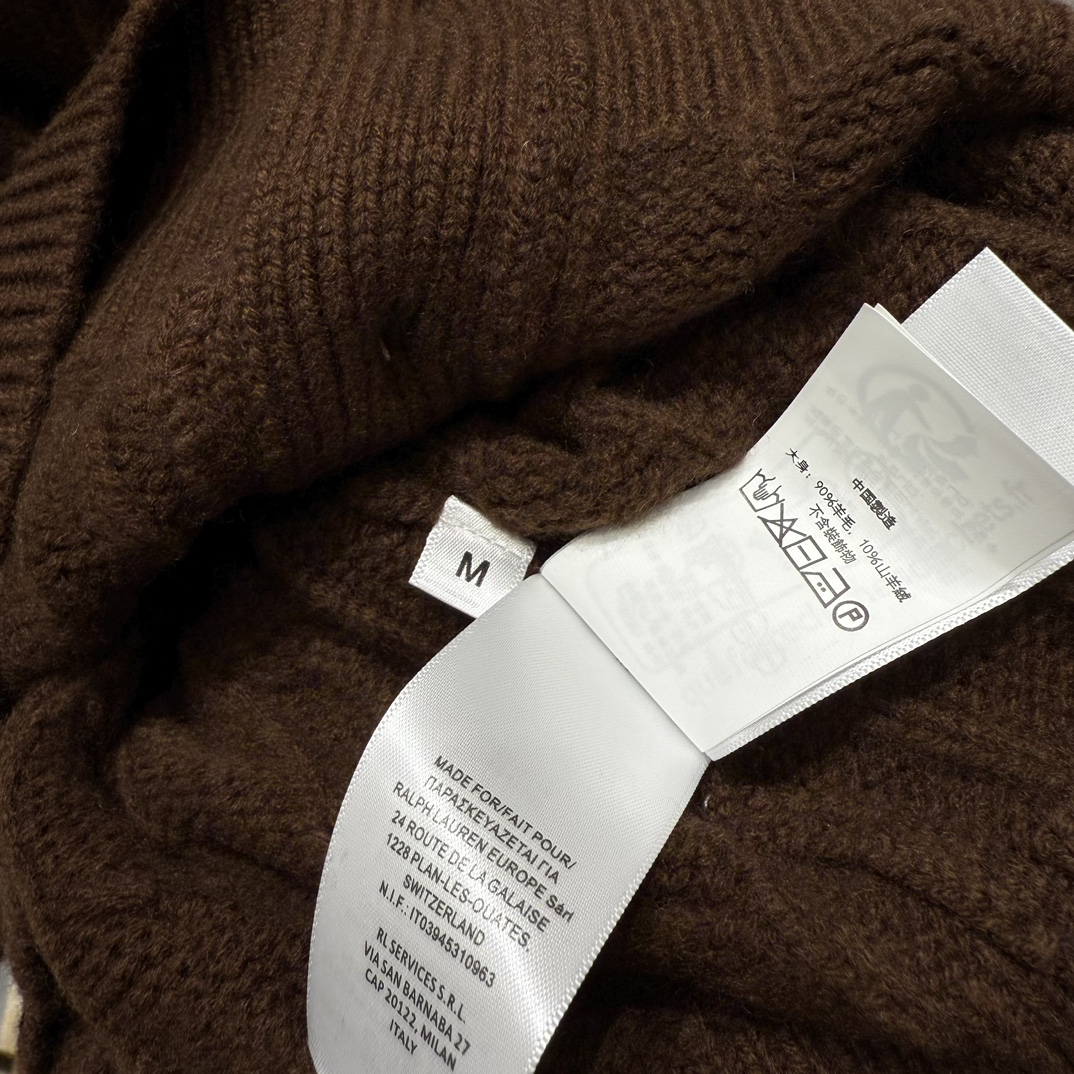 M
中国製造
大身：90%羊毛，10%山羊絨
不含裝飾物
P
MADE FOR/FAIT POUR/
ΠΑΡΑΣΚΕΥΑΖΕΤΑΙ ΓΙΑ
RALPH LAUREN EUROPE Sàrl
24 ROUTE DE LA GALAISE
1228 PLAN-LES-OUATES
SWITZERLAND
N.I.F.: IT03945310963
RL SERVICES S.R.L.
VIA SAN BARNABA, 27
CAP 20122, MILAN
ITALY